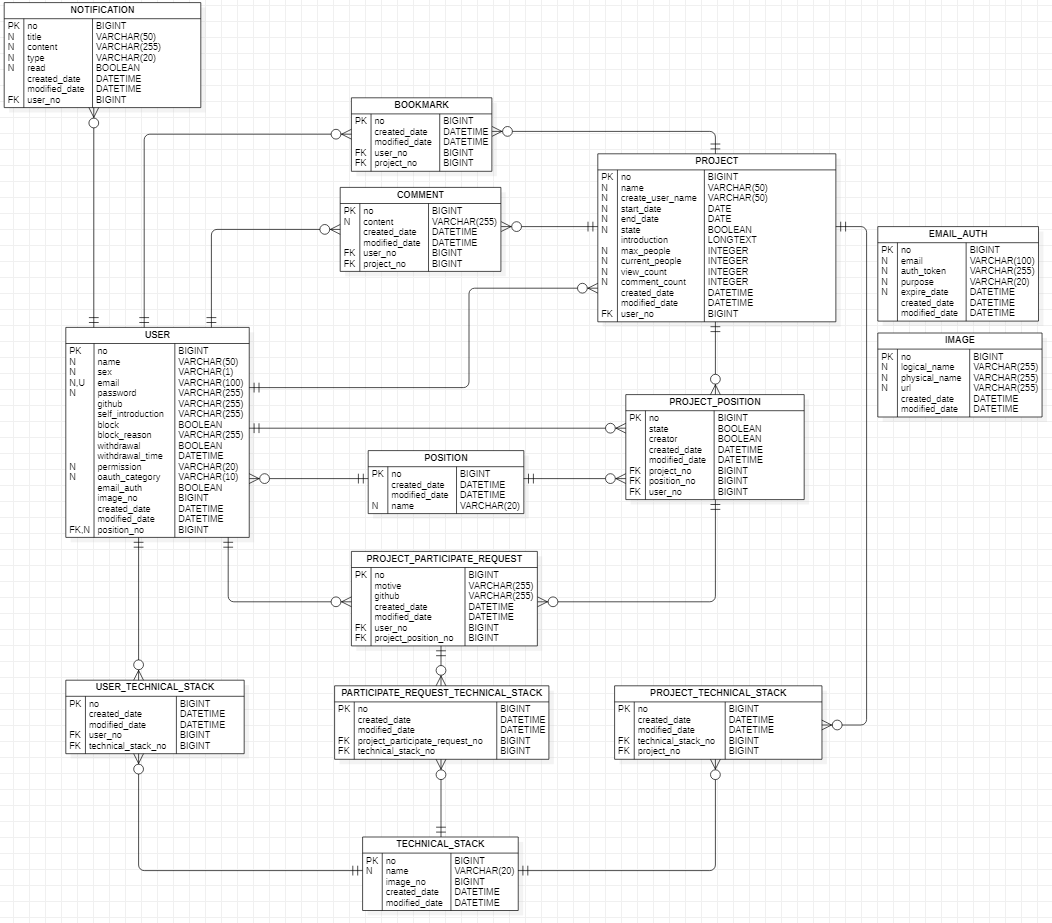 NOTIFICATION
PK no BIGINT
N title VARCHAR(50)
N content VARCHAR(255)
N type VARCHAR(20)
N read BOOLEAN
created_date DATETIME
modified_date DATETIME
FK user_no BIGINT
BOOKMARK
PK no BIGINT
created_date DATETIME
modified_date DATETIME
FK user_no BIGINT
FK project_no BIGINT
COMMENT
PK no BIGINT
N content VARCHAR(255)
created_date DATETIME
modified_date DATETIME
FK user_no BIGINT
FK project_no BIGINT
PROJECT
PK no BIGINT
N name VARCHAR(50)
N create_user_name VARCHAR(50)
N start_date DATE
N end_date DATE
N state BOOLEAN
introduction LONGTEXT
N max_people INTEGER
N current_people INTEGER
N view_count INTEGER
N comment_count INTEGER
created_date DATETIME
modified_date DATETIME
FK user_no BIGINT
EMAIL_AUTH
PK no BIGINT
N email VARCHAR(100)
N auth_token VARCHAR(255)
N purpose VARCHAR(20)
N expire_date DATETIME
created_date DATETIME
modified_date DATETIME
IMAGE
PK no BIGINT
N logical_name VARCHAR(255)
N physical_name VARCHAR(255)
N url VARCHAR(255)
created_date DATETIME
modified_date DATETIME
USER
PK no BIGINT
N name VARCHAR(50)
N sex VARCHAR(1)
N,U email VARCHAR(100)
N password VARCHAR(255)
github VARCHAR(255)
self_introduction VARCHAR(255)
block BOOLEAN
block_reason VARCHAR(255)
withdrawal BOOLEAN
withdrawal_time DATETIME
N permission VARCHAR(20)
N oauth_category VARCHAR(10)
email_auth BOOLEAN
image_no BIGINT
created_date DATETIME
modified_date DATETIME
FK,N position_no BIGINT
PROJECT_POSITION
PK no BIGINT
state BOOLEAN
creator BOOLEAN
created_date DATETIME
modified_date DATETIME
FK project_no BIGINT
FK position_no BIGINT
FK user_no BIGINT
POSITION
PK no BIGINT
created_date DATETIME
modified_date DATETIME
N name VARCHAR(20)
PROJECT_PARTICIPATE_REQUEST
PK no BIGINT
motive VARCHAR(255)
github VARCHAR(255)
created_date DATETIME
modified_date DATETIME
FK user_no BIGINT
FK project_position_no BIGINT
USER_TECHNICAL_STACK
PK no BIGINT
created_date DATETIME
modified_date DATETIME
FK user_no BIGINT
FK technical_stack_no BIGINT
PARTICIPATE_REQUEST_TECHNICAL_STACK
PK no BIGINT
created_date DATETIME
modified_date DATETIME
FK project_participate_request_no BIGINT
FK technical_stack_no BIGINT
PROJECT_TECHNICAL_STACK
PK no BIGINT
created_date DATETIME
modified_date DATETIME
FK technical_stack_no BIGINT
FK project_no BIGINT
TECHNICAL_STACK
PK no BIGINT
N name VARCHAR(20)
image_no BIGINT
created_date DATETIME
modified_date DATETIME